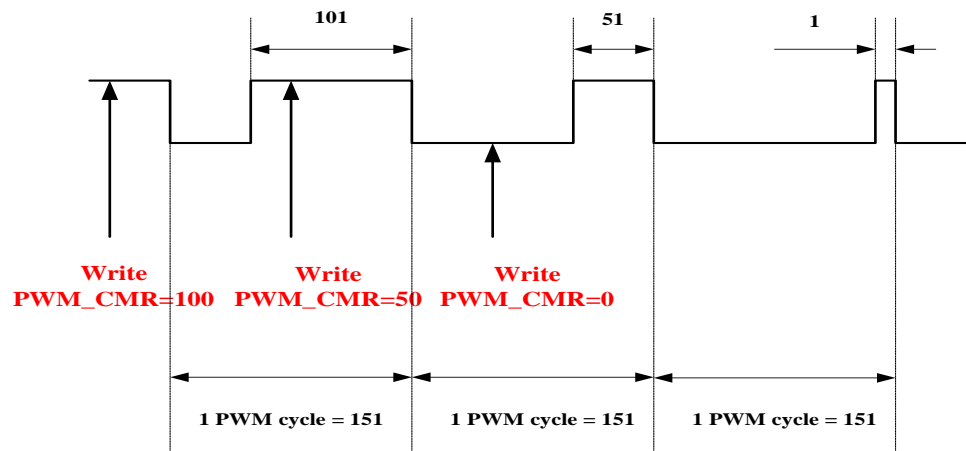 101
51
1
Write
PWM_CMR=100
Write
PWM_CMR=50
Write
PWM_CMR=0
1 PWM cycle = 151
1 PWM cycle = 151
1 PWM cycle = 151